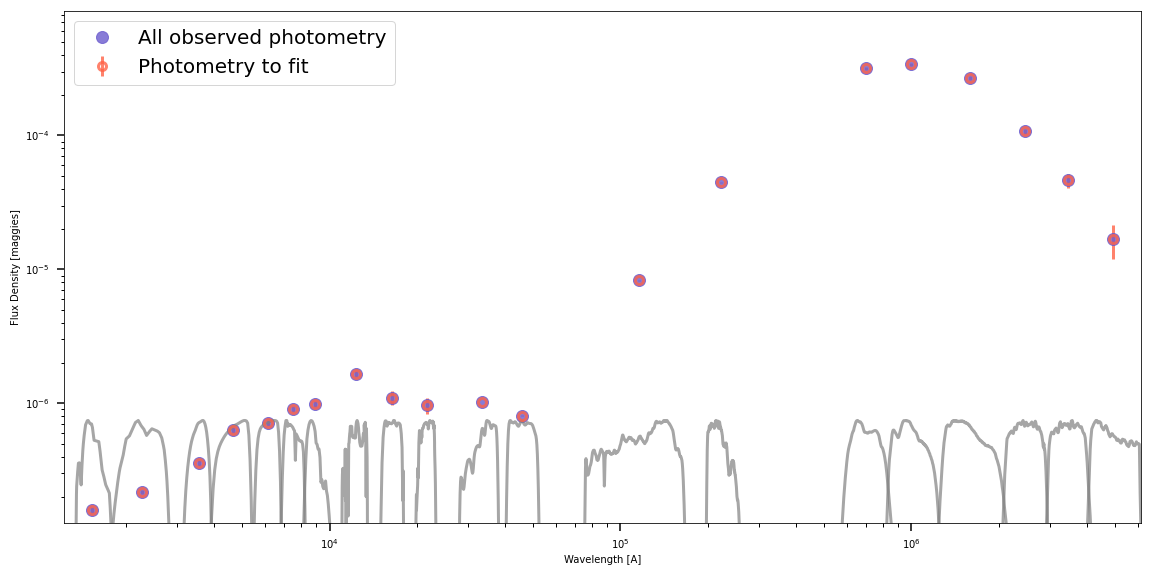 All observed photometry
Photometry to fit
Flux Density [maggies]
10⁻⁴
10⁻⁵
10⁻⁶
10⁴
10⁵
10⁶
Wavelength [A]